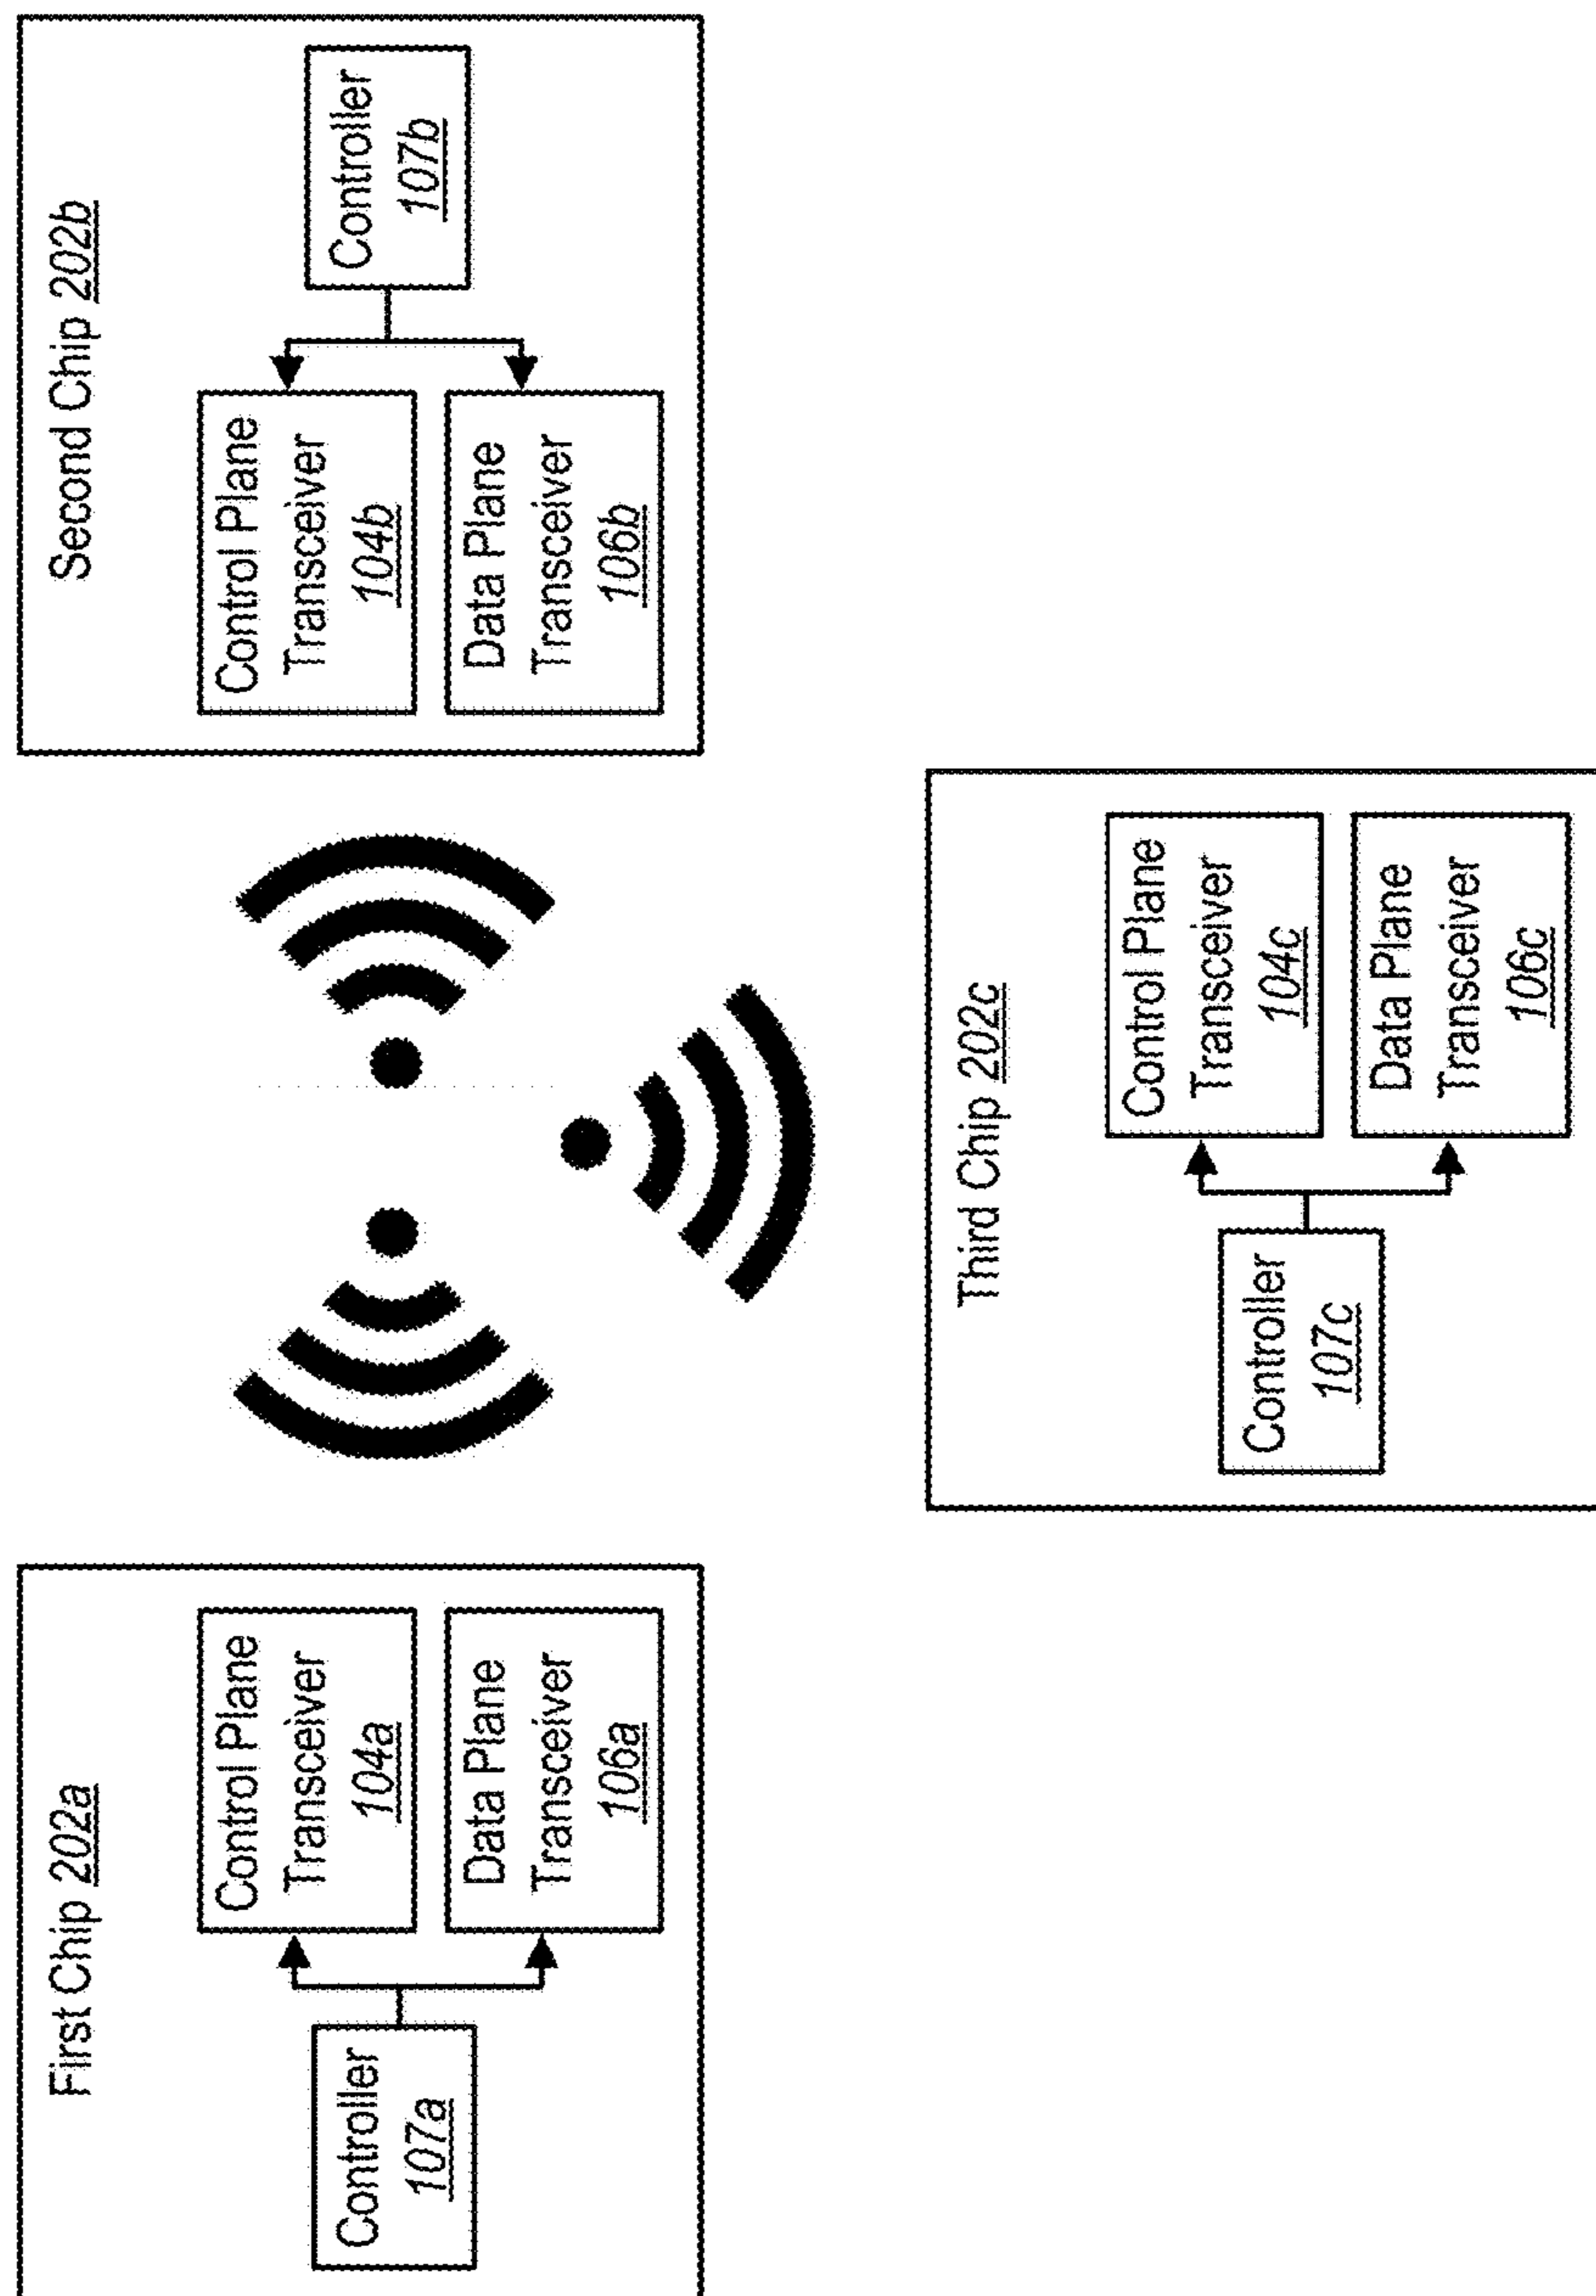 First Chip 202a
Controller
107a
Control Plane
Transceiver
104a
Data Plane
Transceiver
106a
Second Chip 202b
Control Plane
Transceiver
104b
Data Plane
Transceiver
106b
Controller
107b
Third Chip 202c
Controller
107c
Control Plane
Transceiver
104c
Data Plane
Transceiver
106c